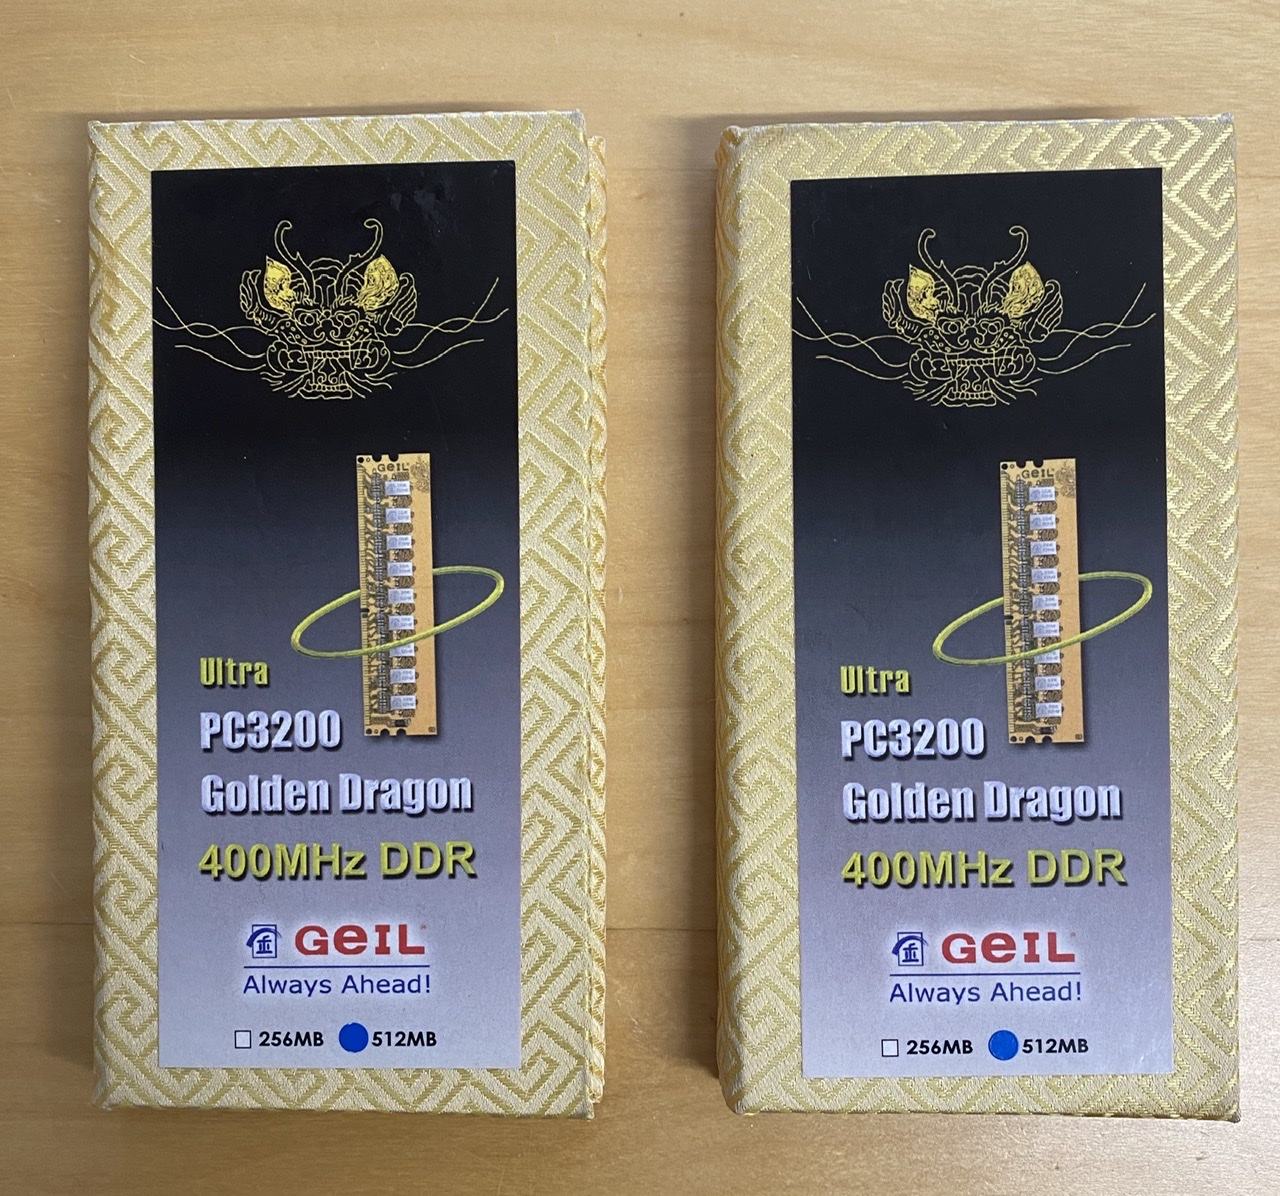 GeIL
Ultra
PC3200
Golden Dragon
400MHz DDR
GeIL
Always Ahead!
256MB 512MB
GeIL
Ultra
PC3200
Golden Dragon
400MHz DDR
GeIL
Always Ahead!
256MB 512MB